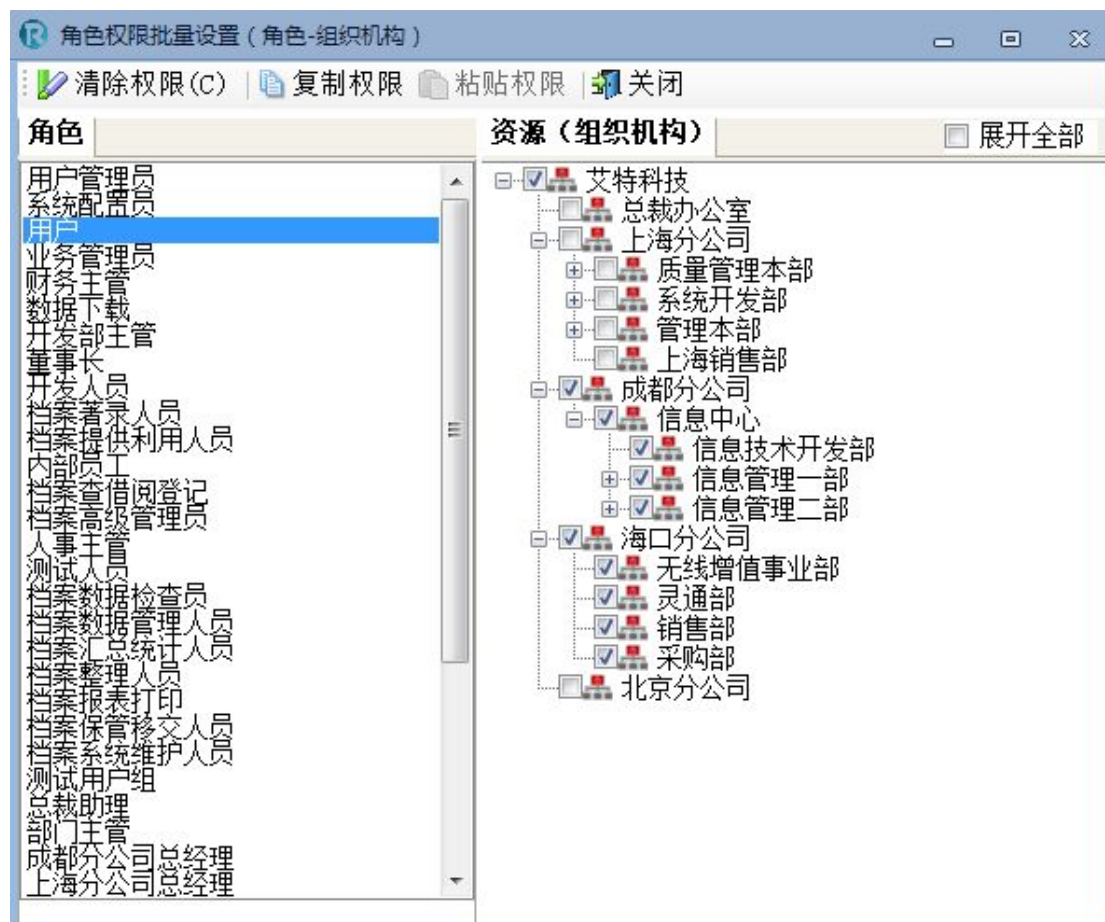 角色权限批量设置（角色-组织机构）
清除权限(C) 复制权限 粘贴权限 关闭
角色
用户管理员
系统配置员
用户
业务管理员
财务主管
数据下载
开发部主管
董事长
开发人员
档案著录人员
档案提供利用人员
内部员工
档案查借阅登记
档案高级管理员
人事主管
测试人员
档案数据检查员
档案数据管理人员
档案汇总统计人员
档案整理人员
档案报表打印
档案保管移交人员
档案系统维护人员
测试用户组
总裁助理
部门主管
成都分公司总经理
上海分公司总经理
资源（组织机构） 展开全部
艾特科技
总裁办公室
上海分公司
质量管理本部
系统开发部
管理本部
上海销售部
成都分公司
信息中心
信息技术开发部
信息管理一部
信息管理二部
海口分公司
无线增值事业部
灵通部
销售部
采购部
北京分公司